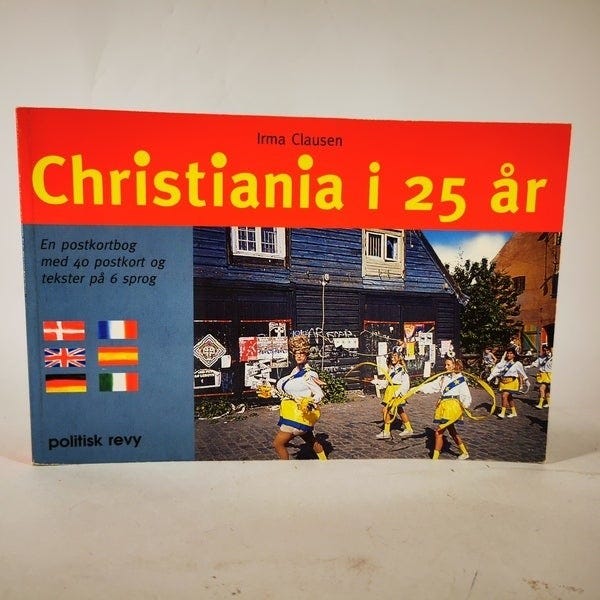 Irma Clausen
Christiania i 25 år
En postkortbog
med 40 postkort og
tekster på 6 sprog
politisk revy